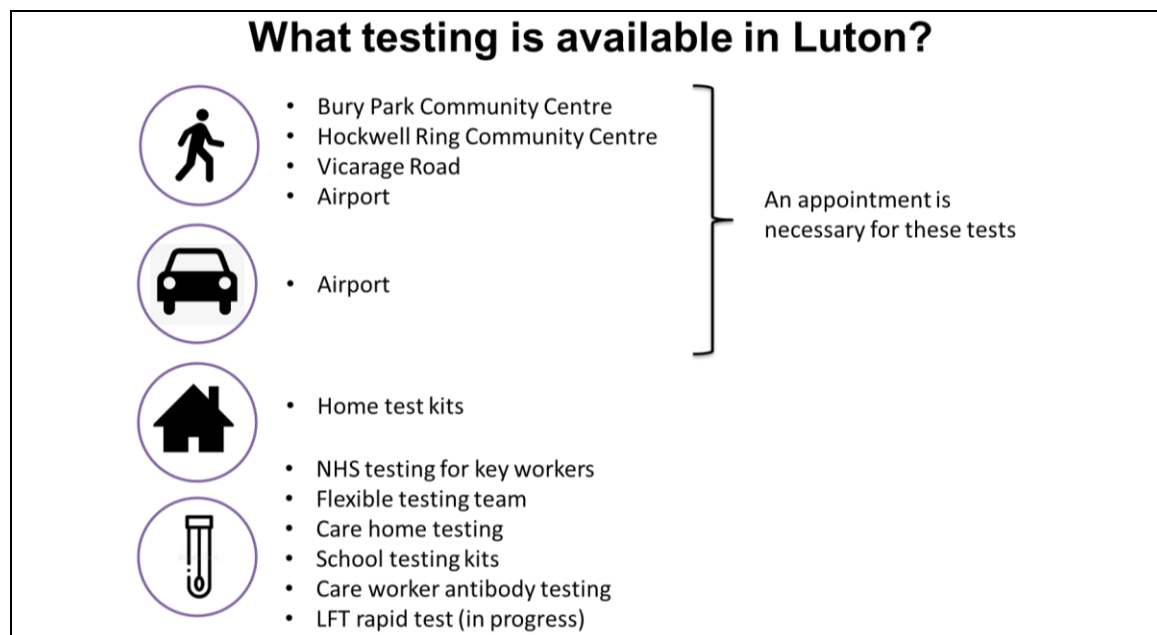 What testing is available in Luton?
• Bury Park Community Centre
• Hockwell Ring Community Centre
• Vicarage Road
• Airport
• Airport
An appointment is
necessary for these tests
• Home test kits
• NHS testing for key workers
• Flexible testing team
• Care home testing
• School testing kits
• Care worker antibody testing
• LFT rapid test (in progress)